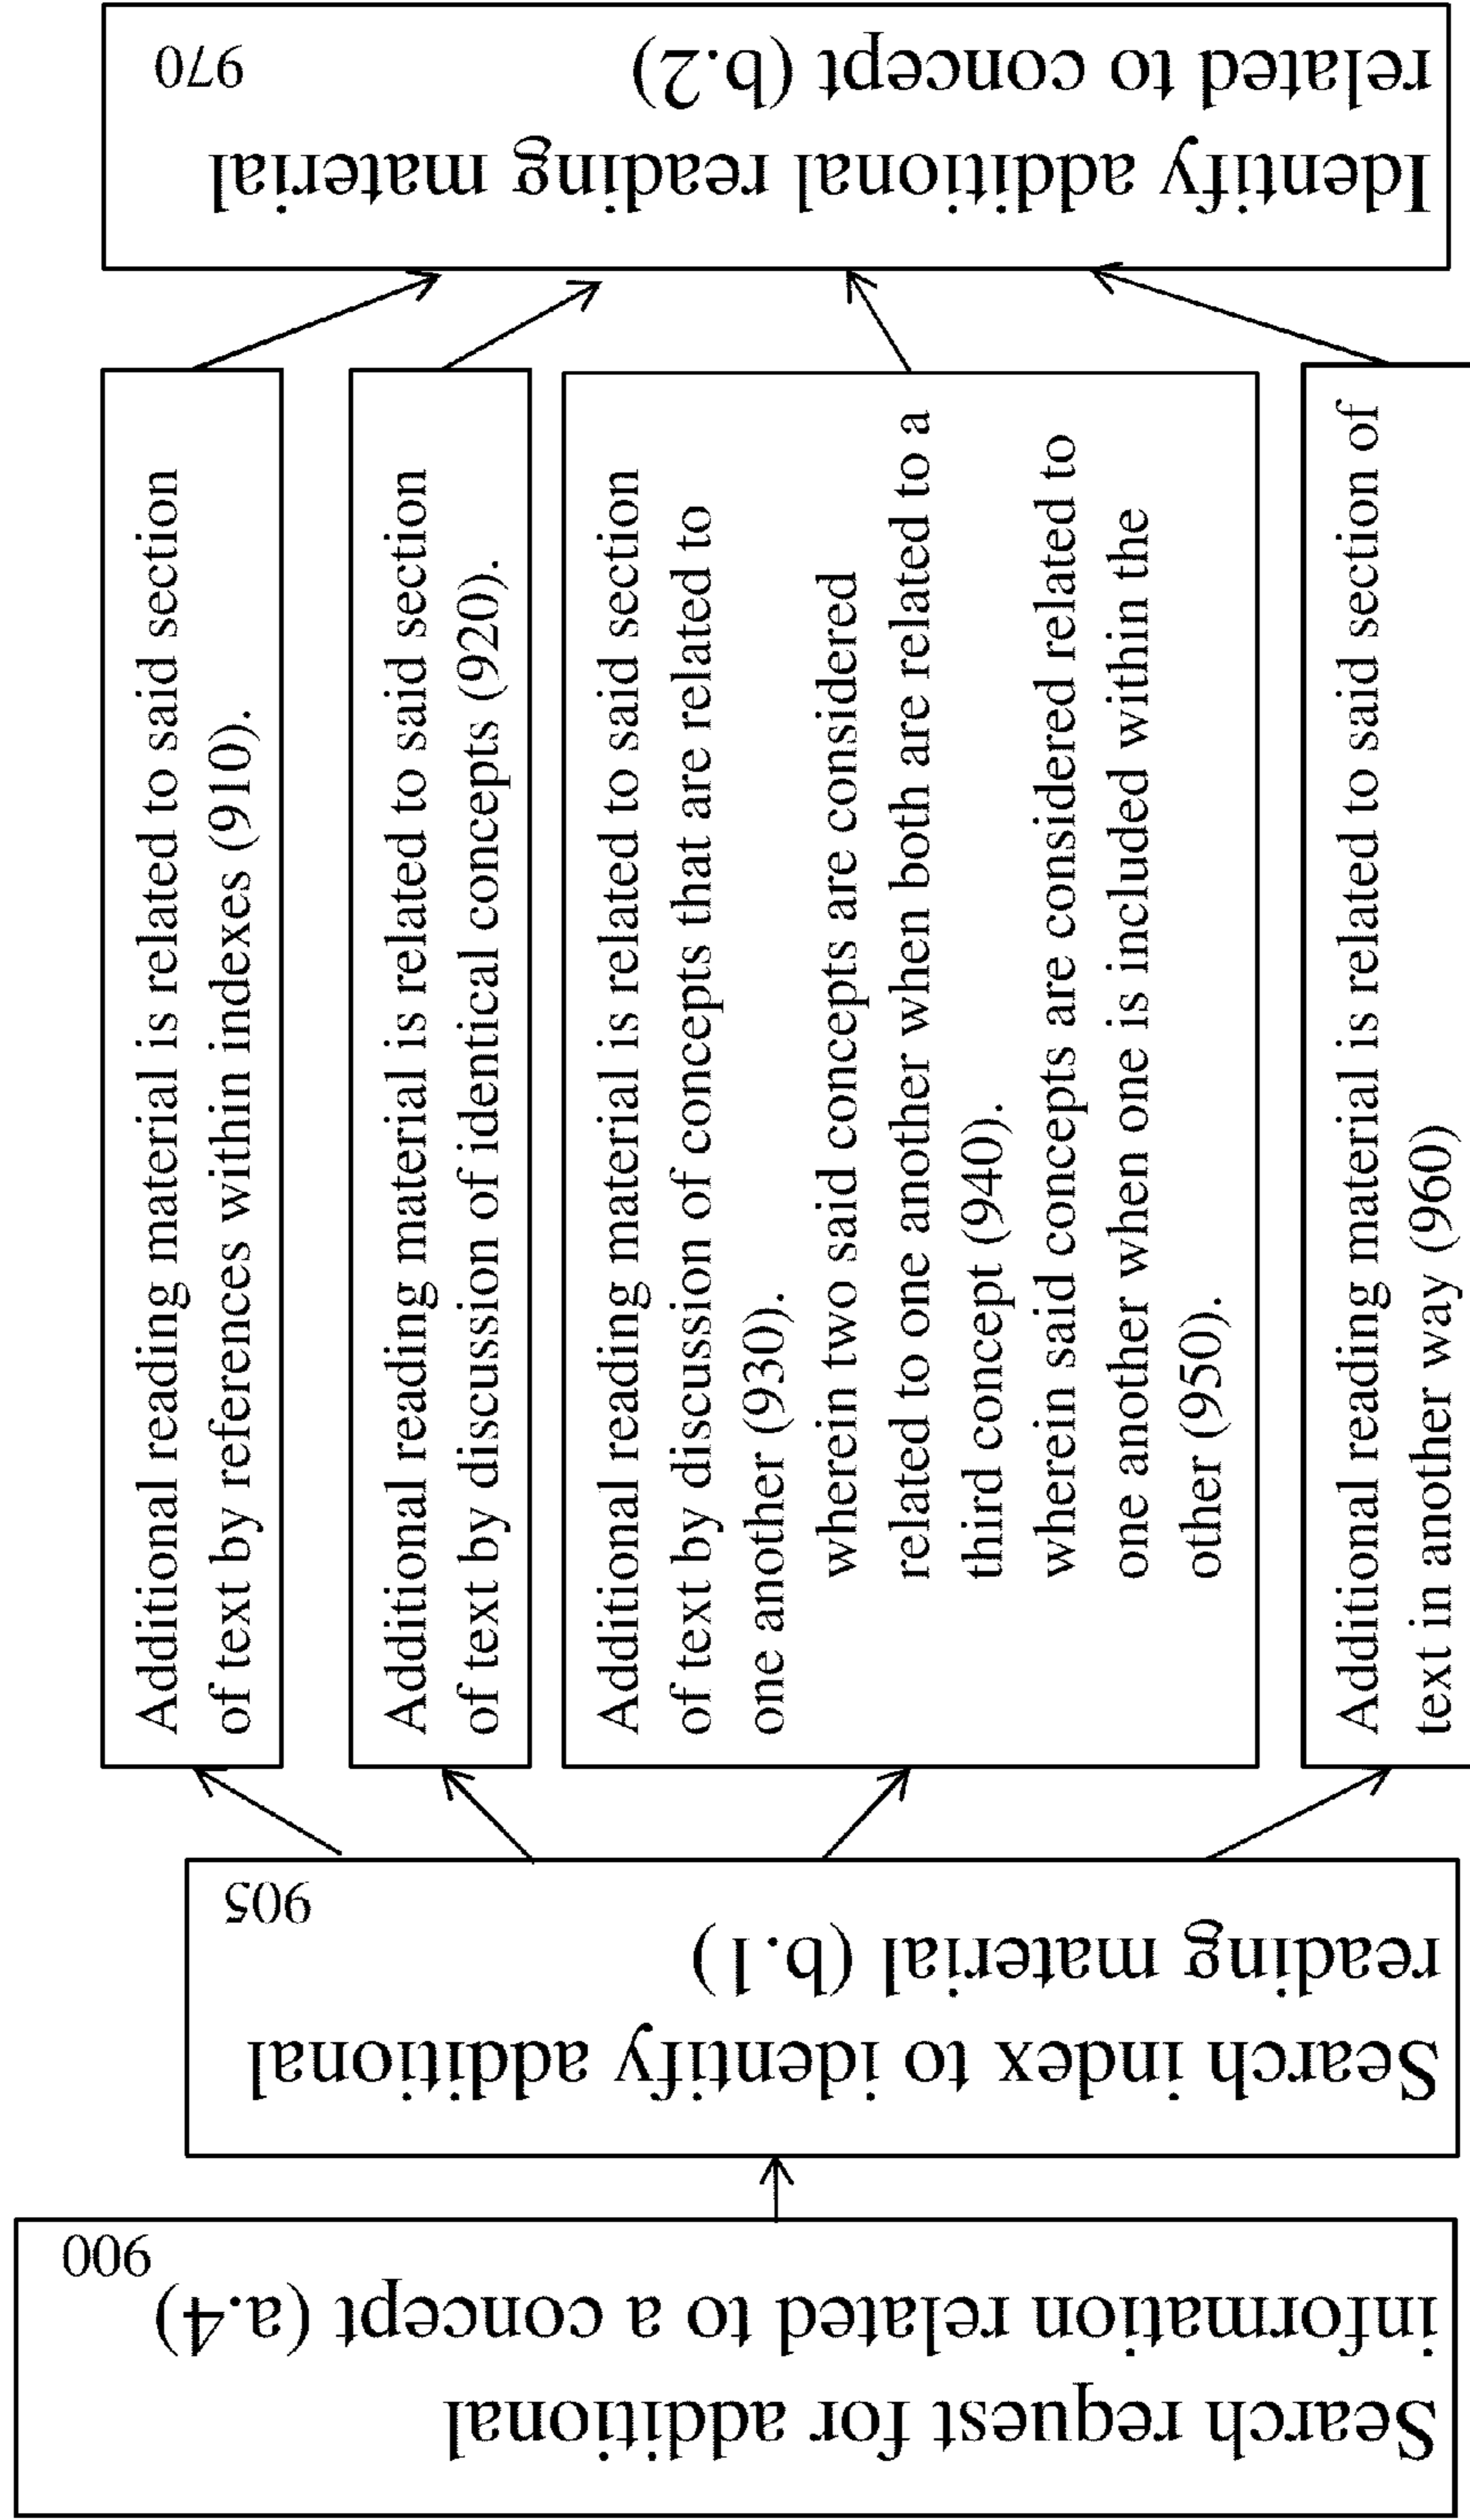 Search request for additional
information related to a concept (a.4)
900
Search index to identify additional
reading material (b.1)
905
Additional reading material is related to said section
of text by references within indexes (910).
Additional reading material is related to said section
of text by discussion of identical concepts (920).
Additional reading material is related to said section
of text by discussion of concepts that are related to
one another (930).
wherein two said concepts are considered
related to one another when both are related to a
third concept (940).
wherein said concepts are considered related to
one another when one is included within the
other (950).
Additional reading material is related to said section of
text in another way (960)
Identify additional reading material
related to concept (b.2)
970